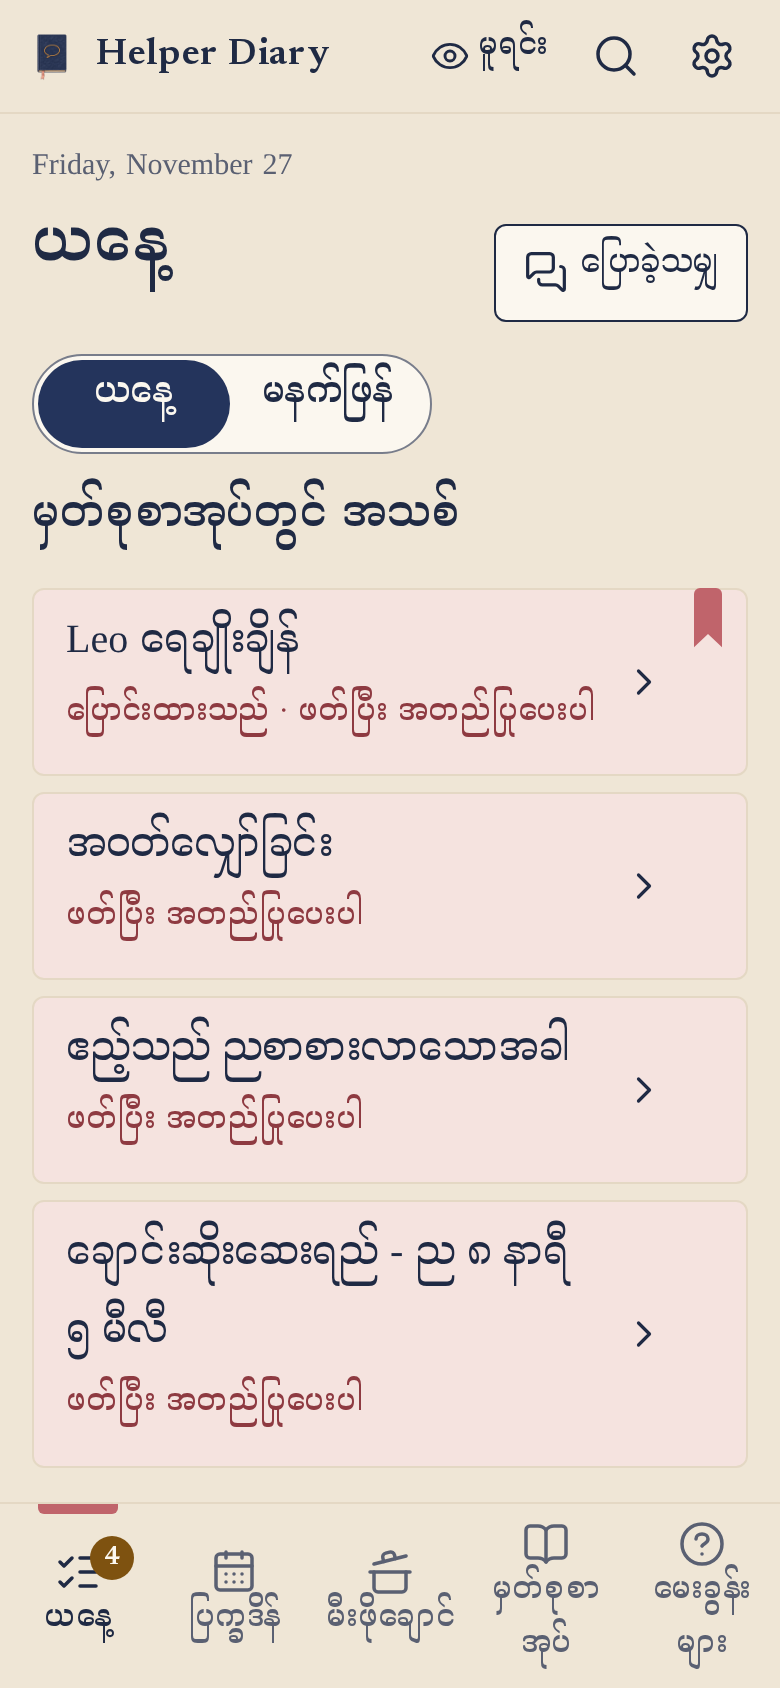 Helper Diary
မူရင်း
Friday, November 27
ယနေ့
ပြောခဲ့သမျှ
ယနေ့
မနက်ဖြန်
မှတ်စုစာအုပ်တွင် အသစ်
Leo ရေချိုးချိန်
ပြောင်းထားသည် · ဖတ်ပြီး အတည်ပြုပေးပါ
အဝတ်လျှော်ခြင်း
ဖတ်ပြီး အတည်ပြုပေးပါ
ဧည့်သည် ညစာစားလာသောအခါ
ဖတ်ပြီး အတည်ပြုပေးပါ
ချောင်းဆိုးဆေးရည် - ည ၈ နာရီ
၅ မီလီ
ဖတ်ပြီး အတည်ပြုပေးပါ
4
ယနေ့
ပြက္ခဒိန်
မီးဖိုချောင်
မှတ်စုစာ
အုပ်
မေးခွန်း
များ